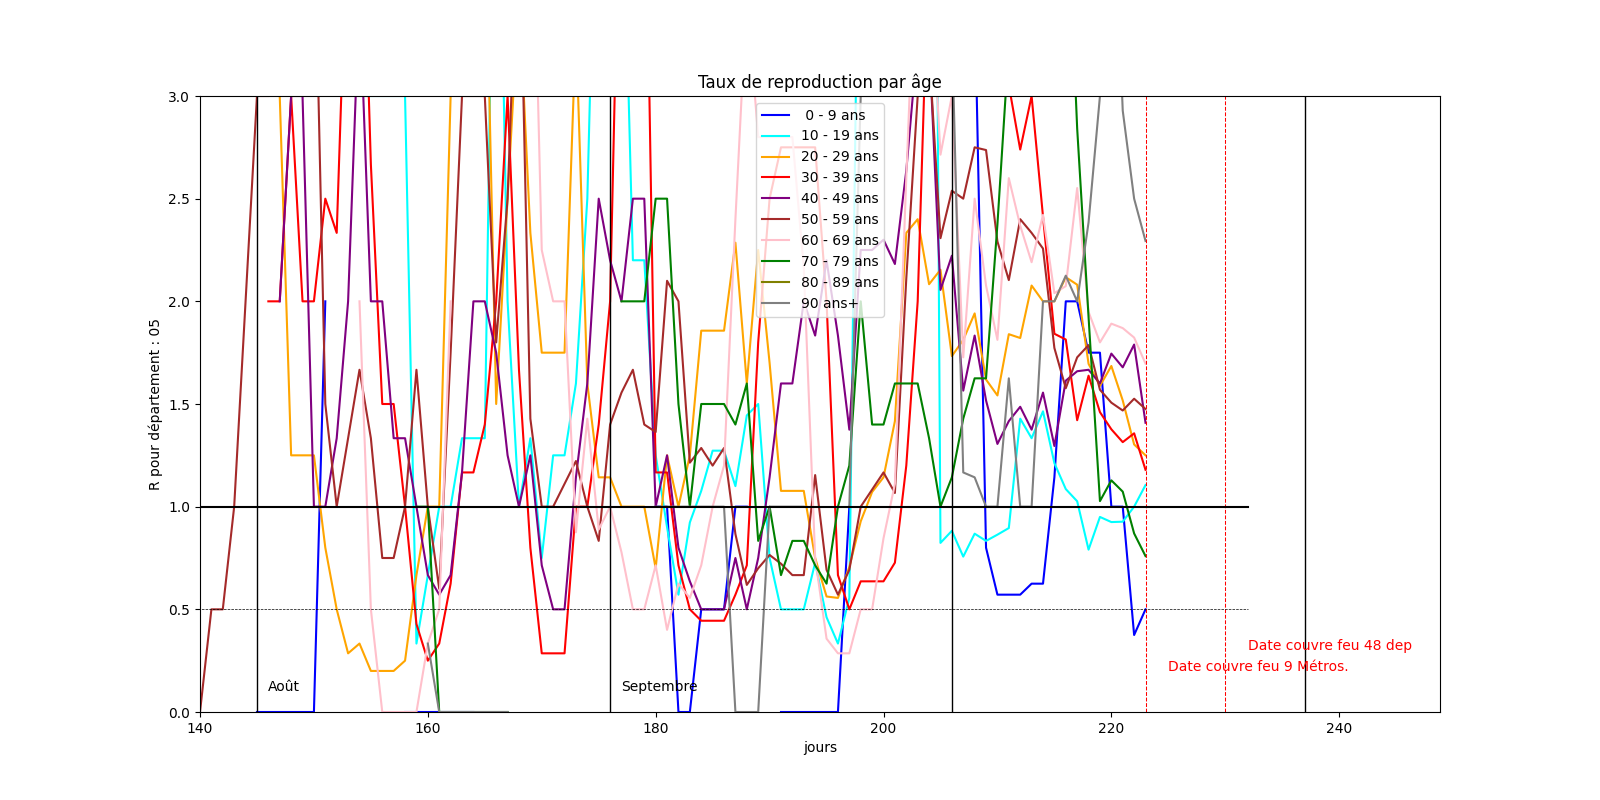 Taux de reproduction par âge
R pour département : 05
3.0
2.5
2.0
1.5
1.0
0.5
0.0
0 - 9 ans
10 - 19 ans
20 - 29 ans
30 - 39 ans
40 - 49 ans
50 - 59 ans
60 - 69 ans
70 - 79 ans
80 - 89 ans
90 ans+
Date couvre feu 48 dep
Date couvre feu 9 Métros.
Août
Septembre
140
160
180
200
220
240
jours